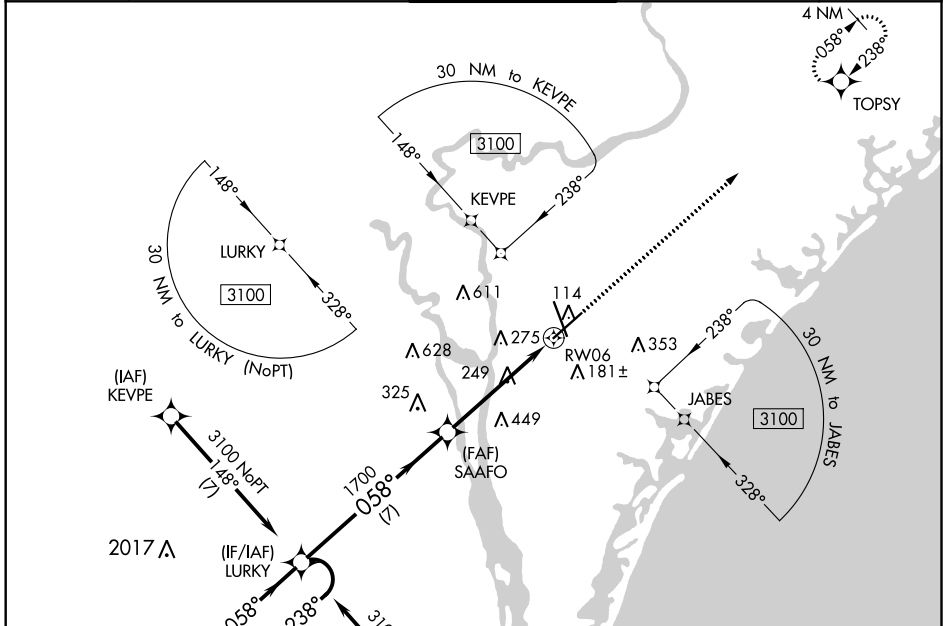 4 NM
058°
238°
TOPSY
30 NM to KEVPE
3100
148°
238°
KEVPE
148°
LURKY
3100
328°
30 NM to LURKY (NoPT)
611
114
275
353
628
RW06
249
181±
325
449
238°
30 NM to JABES
JABES
3100
328°
(IAF)
KEVPE
3100 NoPT
148°
(7)
(FAF)
SAAFO
1700
058°
(7)
2017
(IF/IAF)
LURKY
058°
238°